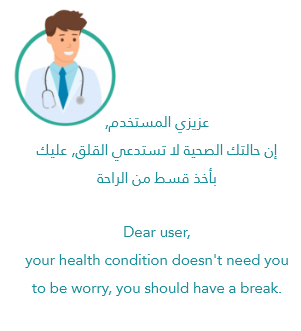 عزيزي المستخدم,
إن حالتك الصحية لا تستدعي القلق, عليك
بأخذ قسط من الراحة
Dear user,
your health condition doesn't need you
to be worry, you should have a break.